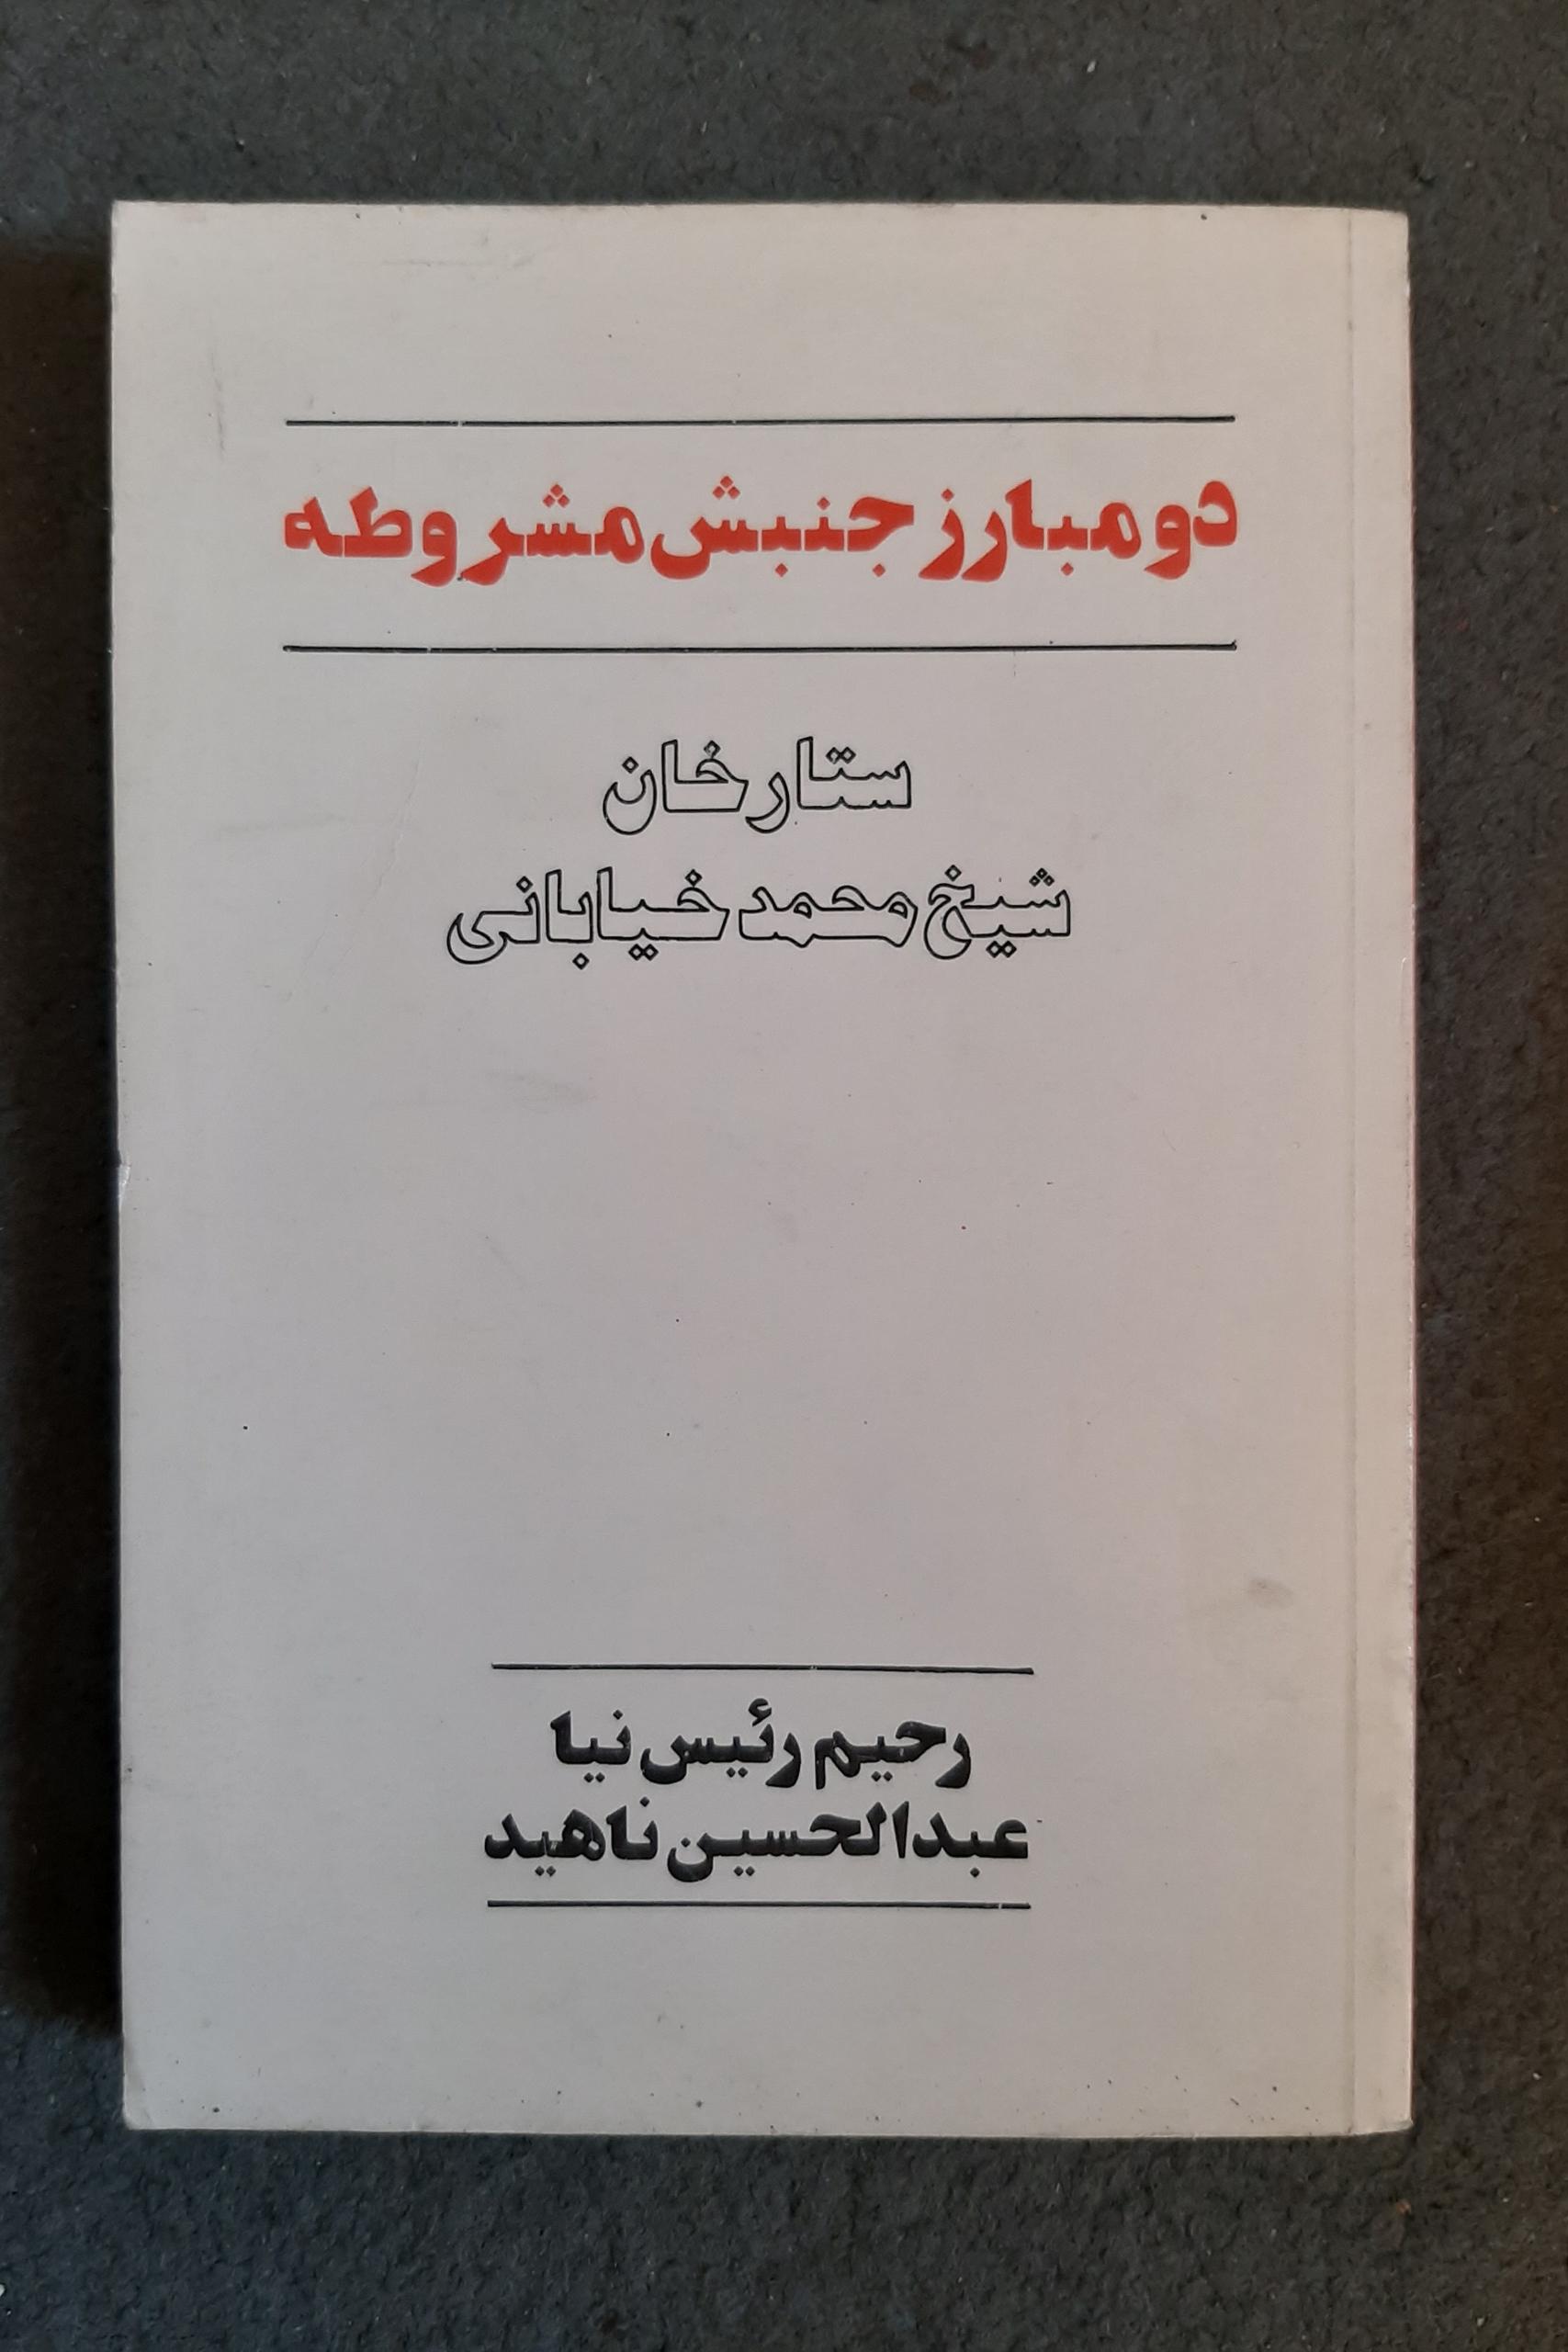 دو مبارز جنبش مشروطه
ستارخان
شیخ محمد خیابانی
رحیم رئیس نیا
عبدالحسین ناهید